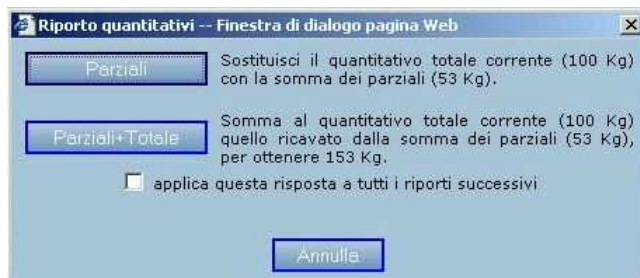 Riporto quantitativi -- Finestra di dialogo pagina Web
Parziali
Sostituisci il quantitativo totale corrente (100 Kg)
con la somma dei parziali (53 Kg).
Parziali+Totale
Somma al quantitativo totale corrente (100 Kg)
quello ricavato dalla somma dei parziali (53 Kg),
per ottenere 153 Kg.
applica questa risposta a tutti i riporti successivi
Annulla